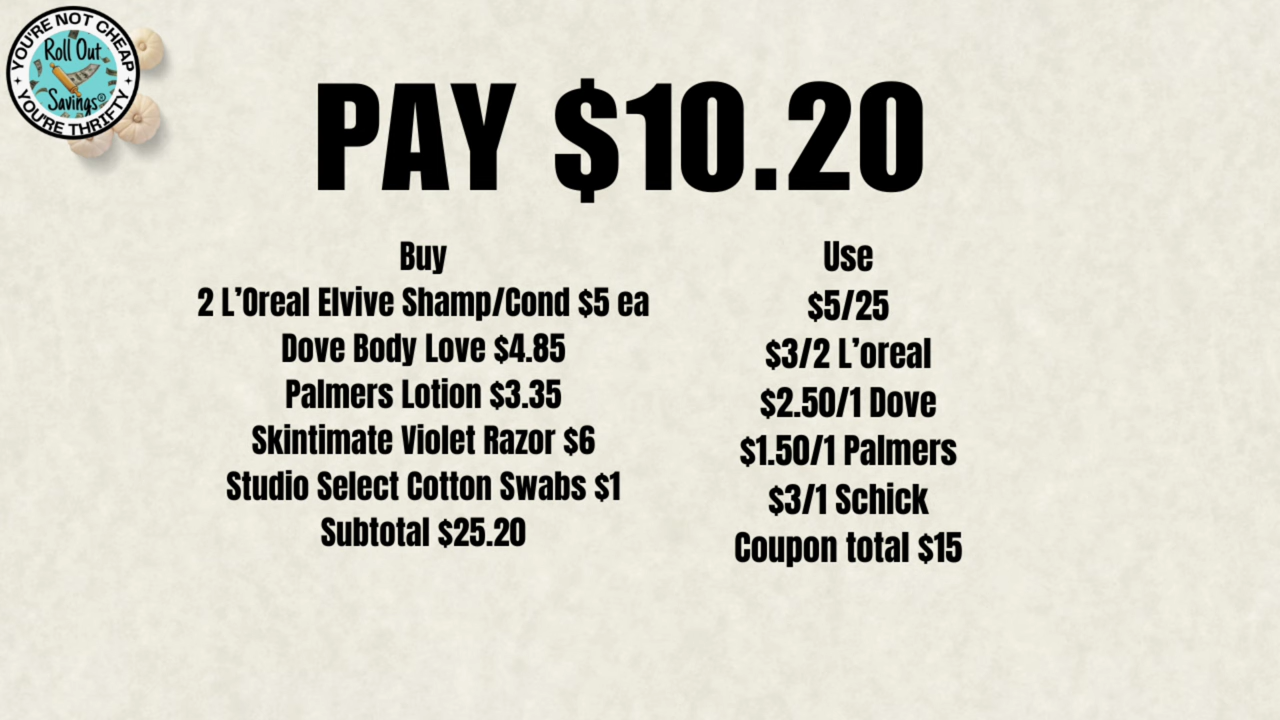 YOU'RE NOT CHEAP
Roll Out
Savings®
YOU'RE THRIFTY
PAY $10.20
Buy
2 L'Oreal Elvive Shamp/Cond $5 ea
Dove Body Love $4.85
Palmers Lotion $3.35
Skintimate Violet Razor $6
Studio Select Cotton Swabs $1
Subtotal $25.20
Use
$5/25
$3/2 L'oreal
$2.50/1 Dove
$1.50/1 Palmers
$3/1 Schick
Coupon total $15